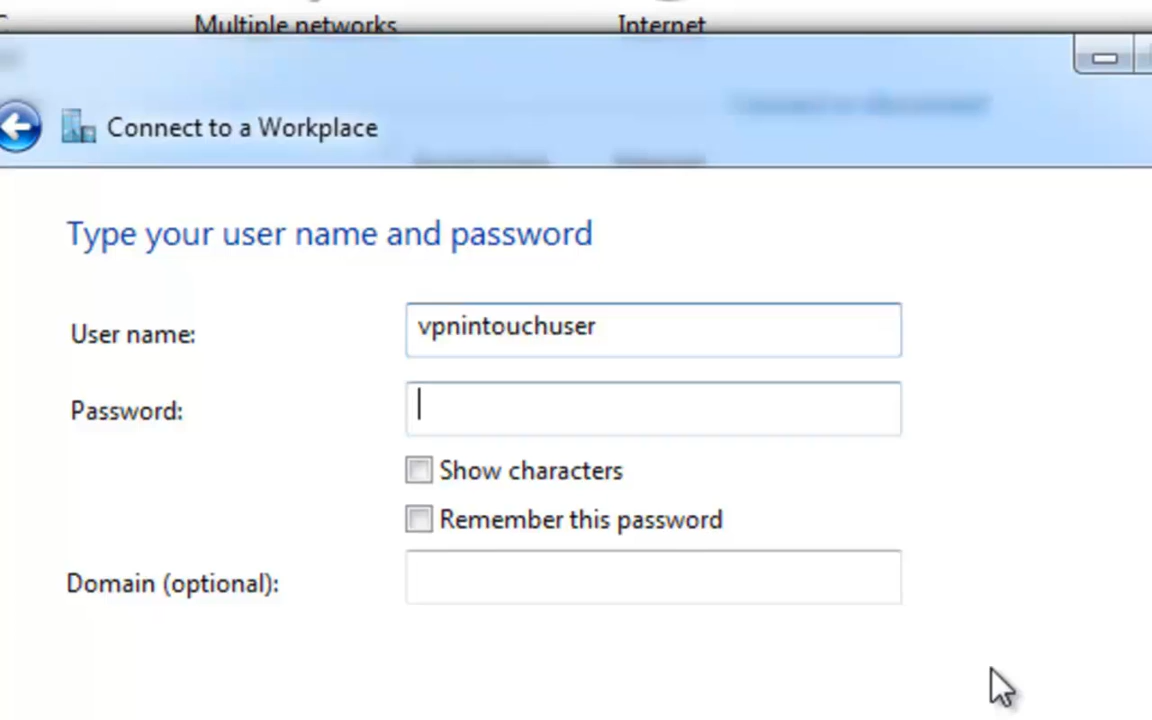 Multiple networks Internet
Connect to a Workplace
Type your user name and password
User name: vpnintouchuser
Password:
Show characters
Remember this password
Domain (optional):